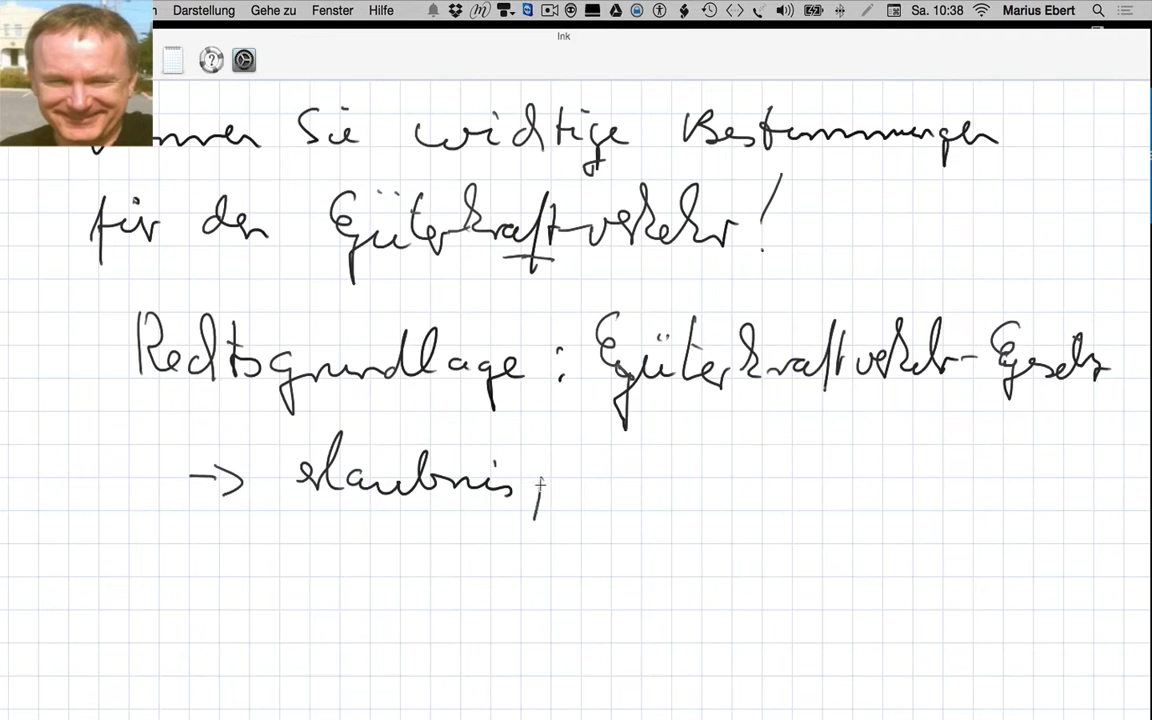 Darstellung Gehe zu Fenster Hilfe Sa. 10:38 Marius Ebert
Ink
Sie wichtige Bestimmungen
für den Güterkraftverkehr!
Rechtsgrundlage: Güterkraftverkehr-Gesetz
→ erlaubnisp